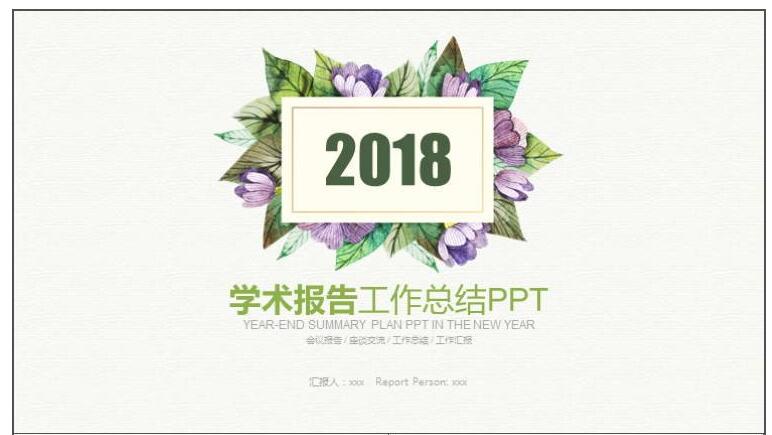 2018
学术报告工作总结PPT
YEAR-END SUMMARY PLAN PPT IN THE NEW YEAR
会议报告 / 座谈交流 / 工作总结 / 工作汇报
汇报人：xxx Report Person: xxx